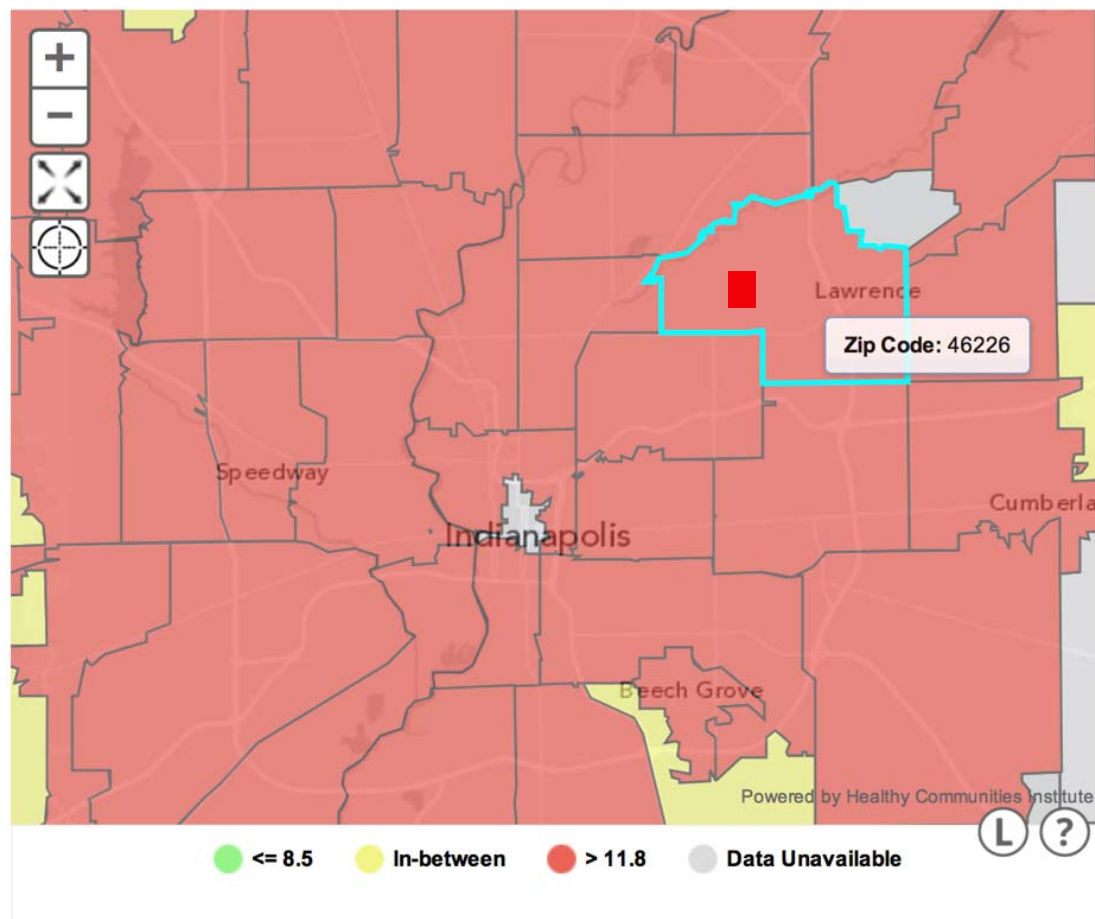 +
−
Lawrence
Zip Code: 46226
Speedway
Cumberla
Indianapolis
Beech Grove
Powered by Healthy Communities Institute
L ?
<= 8.5 In-between > 11.8 Data Unavailable